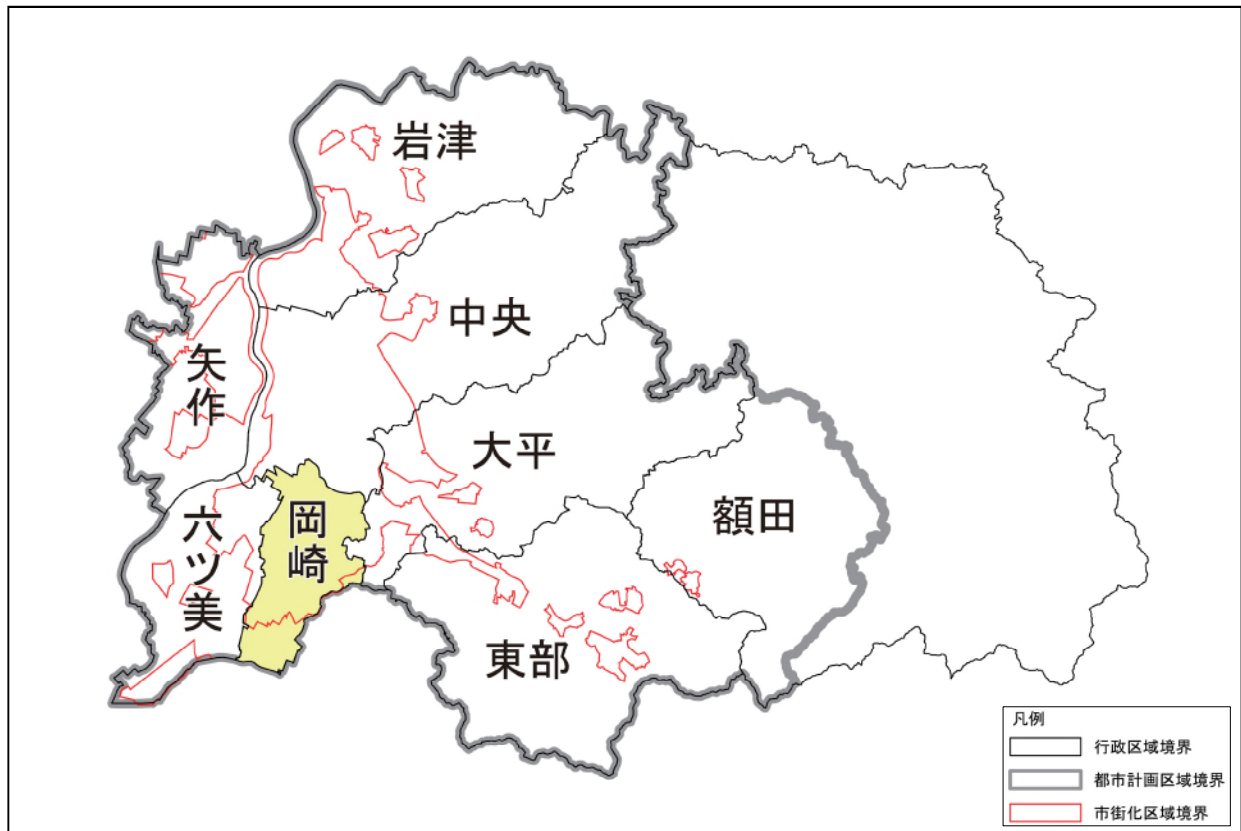 岩津
中央
矢作
大平
額田
岡崎
六ツ美
東部
凡例
行政区域境界
都市計画区域境界
市街化区域境界